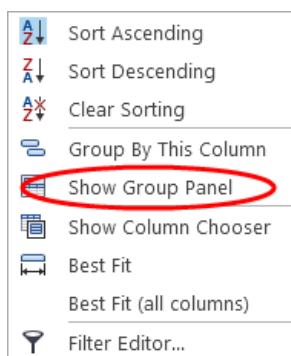 Sort Ascending
Sort Descending
Clear Sorting
Group By This Column
Show Group Panel
Show Column Chooser
Best Fit
Best Fit (all columns)
Filter Editor...